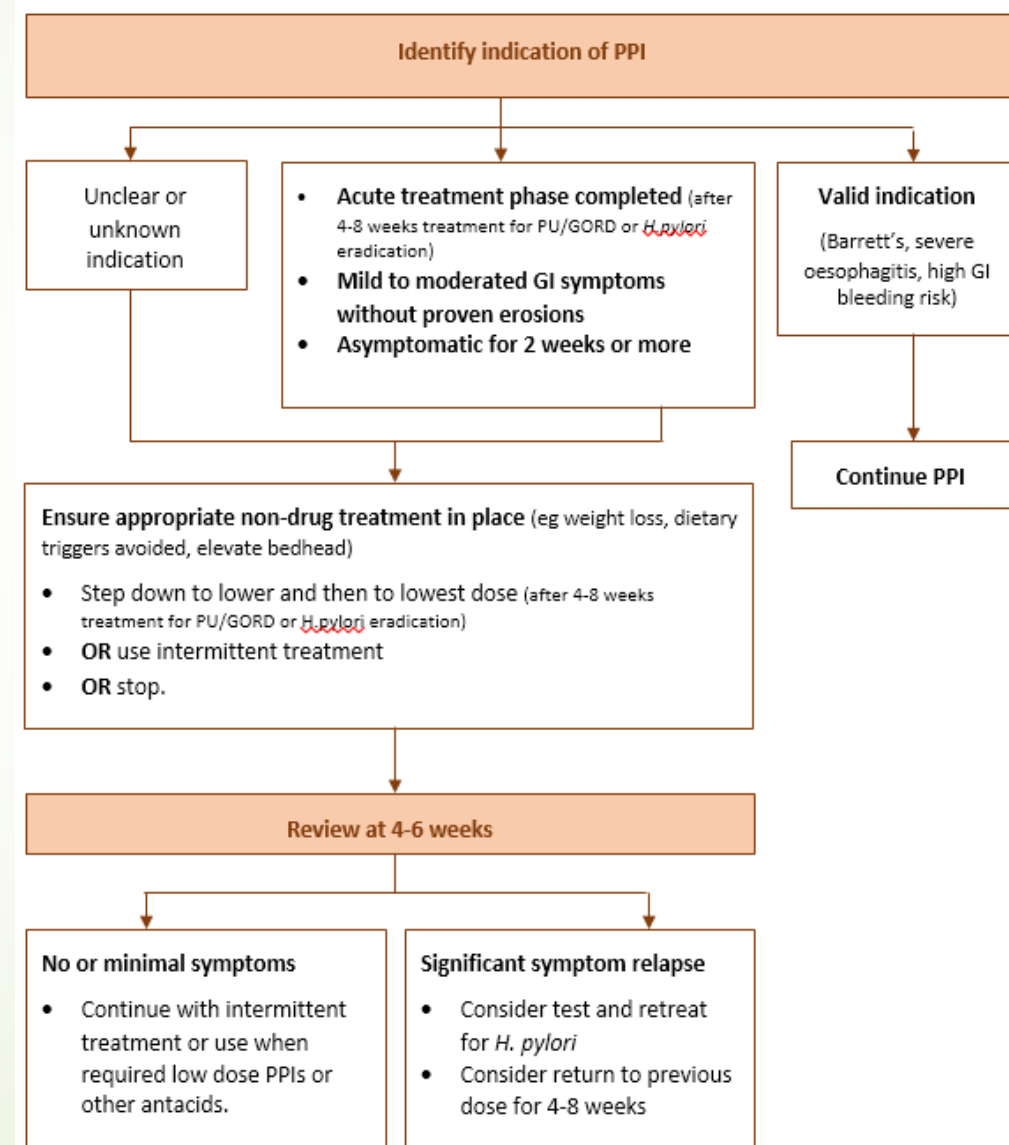 Identify indication of PPI
Unclear or
unknown
indication
• Acute treatment phase completed (after
4-8 weeks treatment for PU/GORD or H.pylori
eradication)
• Mild to moderated GI symptoms
without proven erosions
• Asymptomatic for 2 weeks or more
Valid indication
(Barrett's, severe
oesophagitis, high GI
bleeding risk)
Continue PPI
Ensure appropriate non-drug treatment in place (eg weight loss, dietary
triggers avoided, elevate bedhead)
• Step down to lower and then to lowest dose (after 4-8 weeks
treatment for PU/GORD or H.pylori eradication)
• OR use intermittent treatment
• OR stop.
Review at 4-6 weeks
No or minimal symptoms
• Continue with intermittent
treatment or use when
required low dose PPIs or
other antacids.
Significant symptom relapse
• Consider test and retreat
for H. pylori
• Consider return to previous
dose for 4-8 weeks